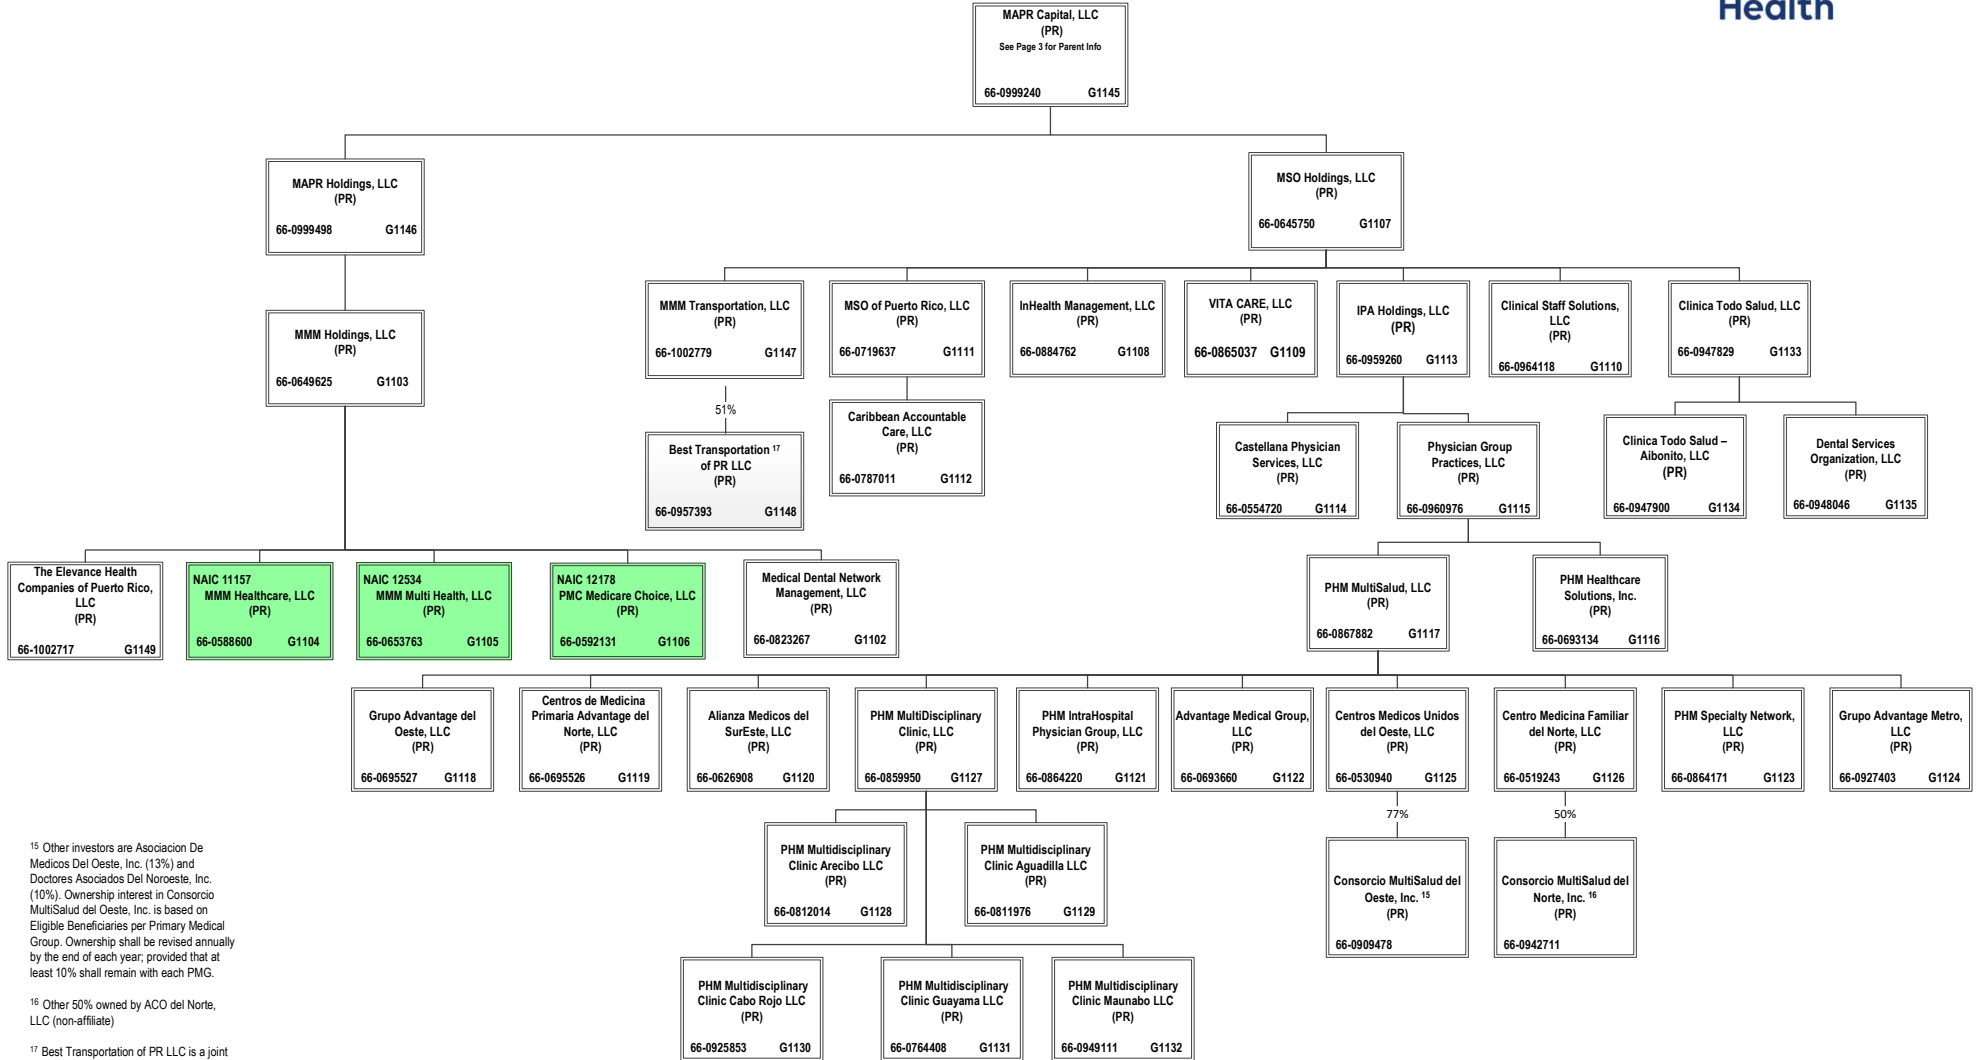 Health
MAPR Capital, LLC
(PR)
See Page 3 for Parent Info
66-0999240 G1145
MAPR Holdings, LLC
(PR)
66-0999498 G1146
MSO Holdings, LLC
(PR)
66-0645750 G1107
MMM Holdings, LLC
(PR)
66-0649625 G1103
MMM Transportation, LLC
(PR)
66-1002779 G1147
MSO of Puerto Rico, LLC
(PR)
66-0719637 G1111
InHealth Management, LLC
(PR)
66-0884762 G1108
VITA CARE, LLC
(PR)
66-0865037 G1109
IPA Holdings, LLC
(PR)
66-0959260 G1113
Clinical Staff Solutions,
LLC
(PR)
66-0964118 G1110
Clinica Todo Salud, LLC
(PR)
66-0947829 G1133
51%
Best Transportation 17
of PR LLC
(PR)
66-0957393 G1148
Caribbean Accountable
Care, LLC
(PR)
66-0787011 G1112
Castellana Physician
Services, LLC
(PR)
66-0554720 G1114
Physician Group
Practices, LLC
(PR)
66-0960976 G1115
Clinica Todo Salud –
Aibonito, LLC
(PR)
66-0947900 G1134
Dental Services
Organization, LLC
(PR)
66-0948046 G1135
The Elevance Health
Companies of Puerto Rico,
LLC
(PR)
66-1002717 G1149
NAIC 11157
MMM Healthcare, LLC
(PR)
66-0588600 G1104
NAIC 12534
MMM Multi Health, LLC
(PR)
66-0653763 G1105
NAIC 12178
PMC Medicare Choice, LLC
(PR)
66-0592131 G1106
Medical Dental Network
Management, LLC
(PR)
66-0823267 G1102
PHM MultiSalud, LLC
(PR)
66-0867882 G1117
PHM Healthcare
Solutions, Inc.
(PR)
66-0693134 G1116
Grupo Advantage del
Oeste, LLC
(PR)
66-0695527 G1118
Centros de Medicina
Primaria Advantage del
Norte, LLC
(PR)
66-0695526 G1119
Alianza Medicos del
SurEste, LLC
(PR)
66-0626908 G1120
PHM MultiDisciplinary
Clinic, LLC
(PR)
66-0859950 G1127
PHM IntraHospital
Physician Group, LLC
(PR)
66-0864220 G1121
Advantage Medical Group,
LLC
(PR)
66-0693660 G1122
Centros Medicos Unidos
del Oeste, LLC
(PR)
66-0530940 G1125
Centro Medicina Familiar
del Norte, LLC
(PR)
66-0519243 G1126
PHM Specialty Network,
LLC
(PR)
66-0864171 G1123
Grupo Advantage Metro,
LLC
(PR)
66-0927403 G1124
77%
50%
PHM Multidisciplinary
Clinic Arecibo LLC
(PR)
66-0812014 G1128
PHM Multidisciplinary
Clinic Aguadilla LLC
(PR)
66-0811976 G1129
Consorcio MultiSalud del
Oeste, Inc. 15
(PR)
66-0909478
Consorcio MultiSalud del
Norte, Inc. 16
(PR)
66-0942711
PHM Multidisciplinary
Clinic Cabo Rojo LLC
(PR)
66-0925853 G1130
PHM Multidisciplinary
Clinic Guayama LLC
(PR)
66-0764408 G1131
PHM Multidisciplinary
Clinic Maunabo LLC
(PR)
66-0949111 G1132
15 Other investors are Asociacion De
Medicos Del Oeste, Inc. (13%) and
Doctores Asociados Del Noroeste, Inc.
(10%). Ownership interest in Consorcio
MultiSalud del Oeste, Inc. is based on
Eligible Beneficiaries per Primary Medical
Group. Ownership shall be revised annually
by the end of each year; provided that at
least 10% shall remain with each PMG.
16 Other 50% owned by ACO del Norte,
LLC (non-affiliate)
17 Best Transportation of PR LLC is a joint